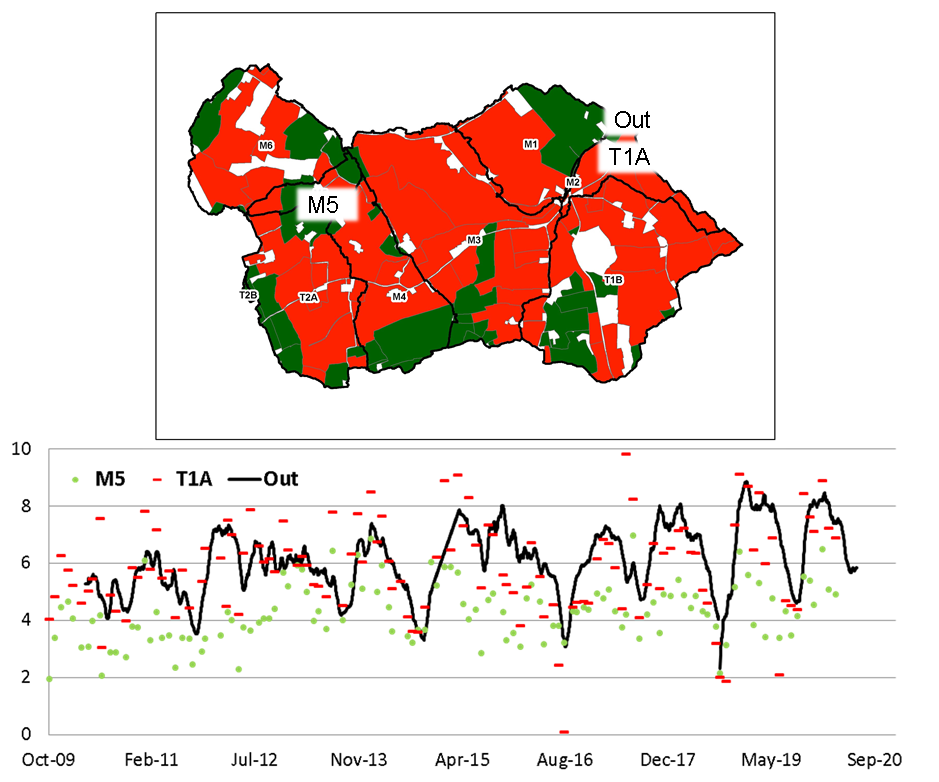 Out
M1
M6
T1A
M2
M5
M3
T1B
T2B
T2A
M4
10
M5 T1A Out
8
6
4
2
0
Oct-09 Feb-11 Jul-12 Nov-13 Apr-15 Aug-16 Dec-17 May-19 Sep-20